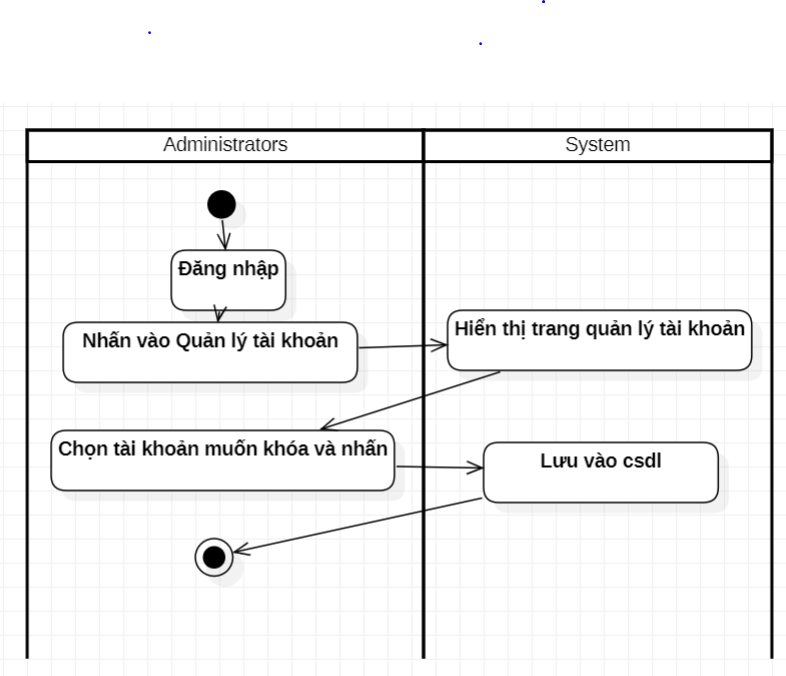 Administrators
System
Đăng nhập
Nhấn vào Quản lý tài khoản
Hiển thị trang quản lý tài khoản
Chọn tài khoản muốn khóa và nhấn
Lưu vào csdl